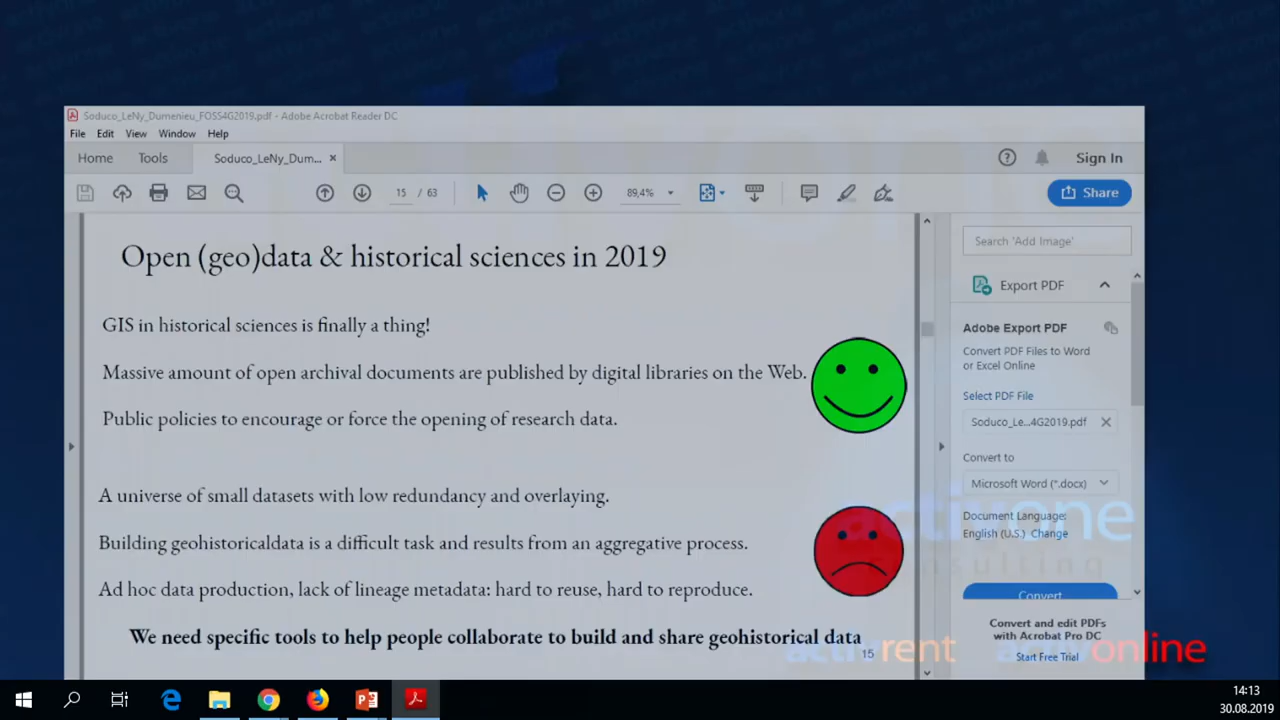 Soduco_LeNy_Dumenieu_FOSS4G2019.pdf - Adobe Acrobat Reader DC
File Edit View Window Help
Home Tools Soduco_LeNy_Dum... × Sign In
15 / 63 89,4% Share
Open (geo)data & historical sciences in 2019
GIS in historical sciences is finally a thing!
Massive amount of open archival documents are published by digital libraries on the Web.
Public policies to encourage or force the opening of research data.
A universe of small datasets with low redundancy and overlaying.
Building geohistoricaldata is a difficult task and results from an aggregative process.
Ad hoc data production, lack of lineage metadata: hard to reuse, hard to reproduce.
We need specific tools to help people collaborate to build and share geohistorical data
15
Search 'Add Image'
Export PDF
Adobe Export PDF
Convert PDF Files to Word
or Excel Online
Select PDF File
Soduco_Le...4G2019.pdf
Convert to
Microsoft Word (*.docx)
Document Language:
English (U.S.) Change
Convert
Convert and edit PDFs
with Acrobat Pro DC
Start Free Trial
activone
consulting
activrent activonline
14:13
30.08.2019